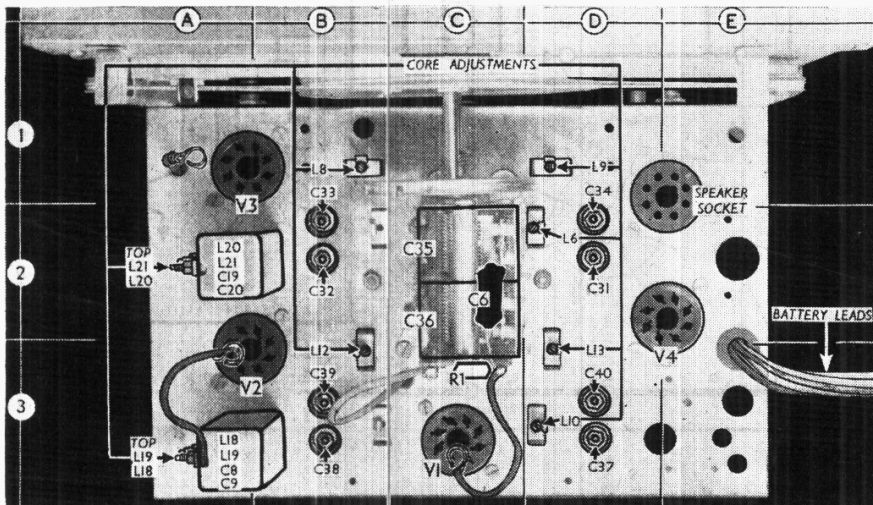 A B C D E
CORE ADJUSTMENTS
1
L8
L9
C33
C34
V3
SPEAKER
SOCKET
TOP
L21
L20
L20
L21
C19
C20
C35
L6
2
C32
C6
C31
C36
BATTERY LEADS
V2
L12
L13
V4
R1
C39
C40
3
L10
TOP
L19
L18
L18
L19
C8
C9
C38
V1
C37